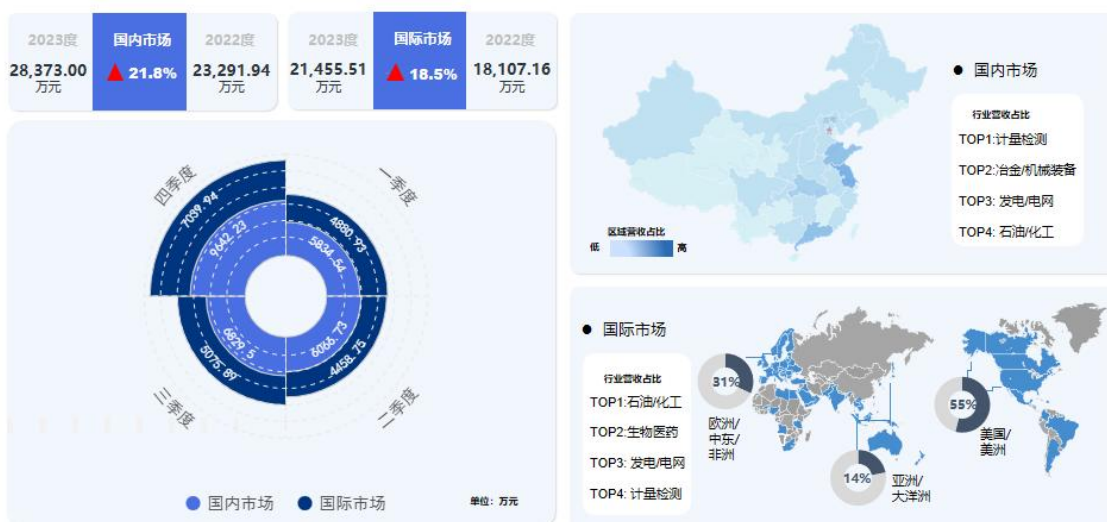 2023度
国内市场
2022度
28,373.00
万元
21.8%
23,291.94
万元
2023度
国际市场
2022度
21,455.51
万元
18.5%
18,107.16
万元
四季度
一季度
7039.94
9642.23
4880.93
5834.54
5075.89
6829.5
6066.73
4458.75
三季度
二季度
国内市场
国际市场
单位：万元
国内市场
行业营收占比
TOP1:计量检测
TOP2:冶金/机械装备
TOP3: 发电/电网
TOP4: 石油/化工
区域营收占比
低
高
国际市场
行业营收占比
TOP1:石油/化工
TOP2:生物医药
TOP3: 发电/电网
TOP4: 计量检测
31%
欧洲/
中东/
非洲
14%
亚洲/
大洋洲
55%
美国/
美洲